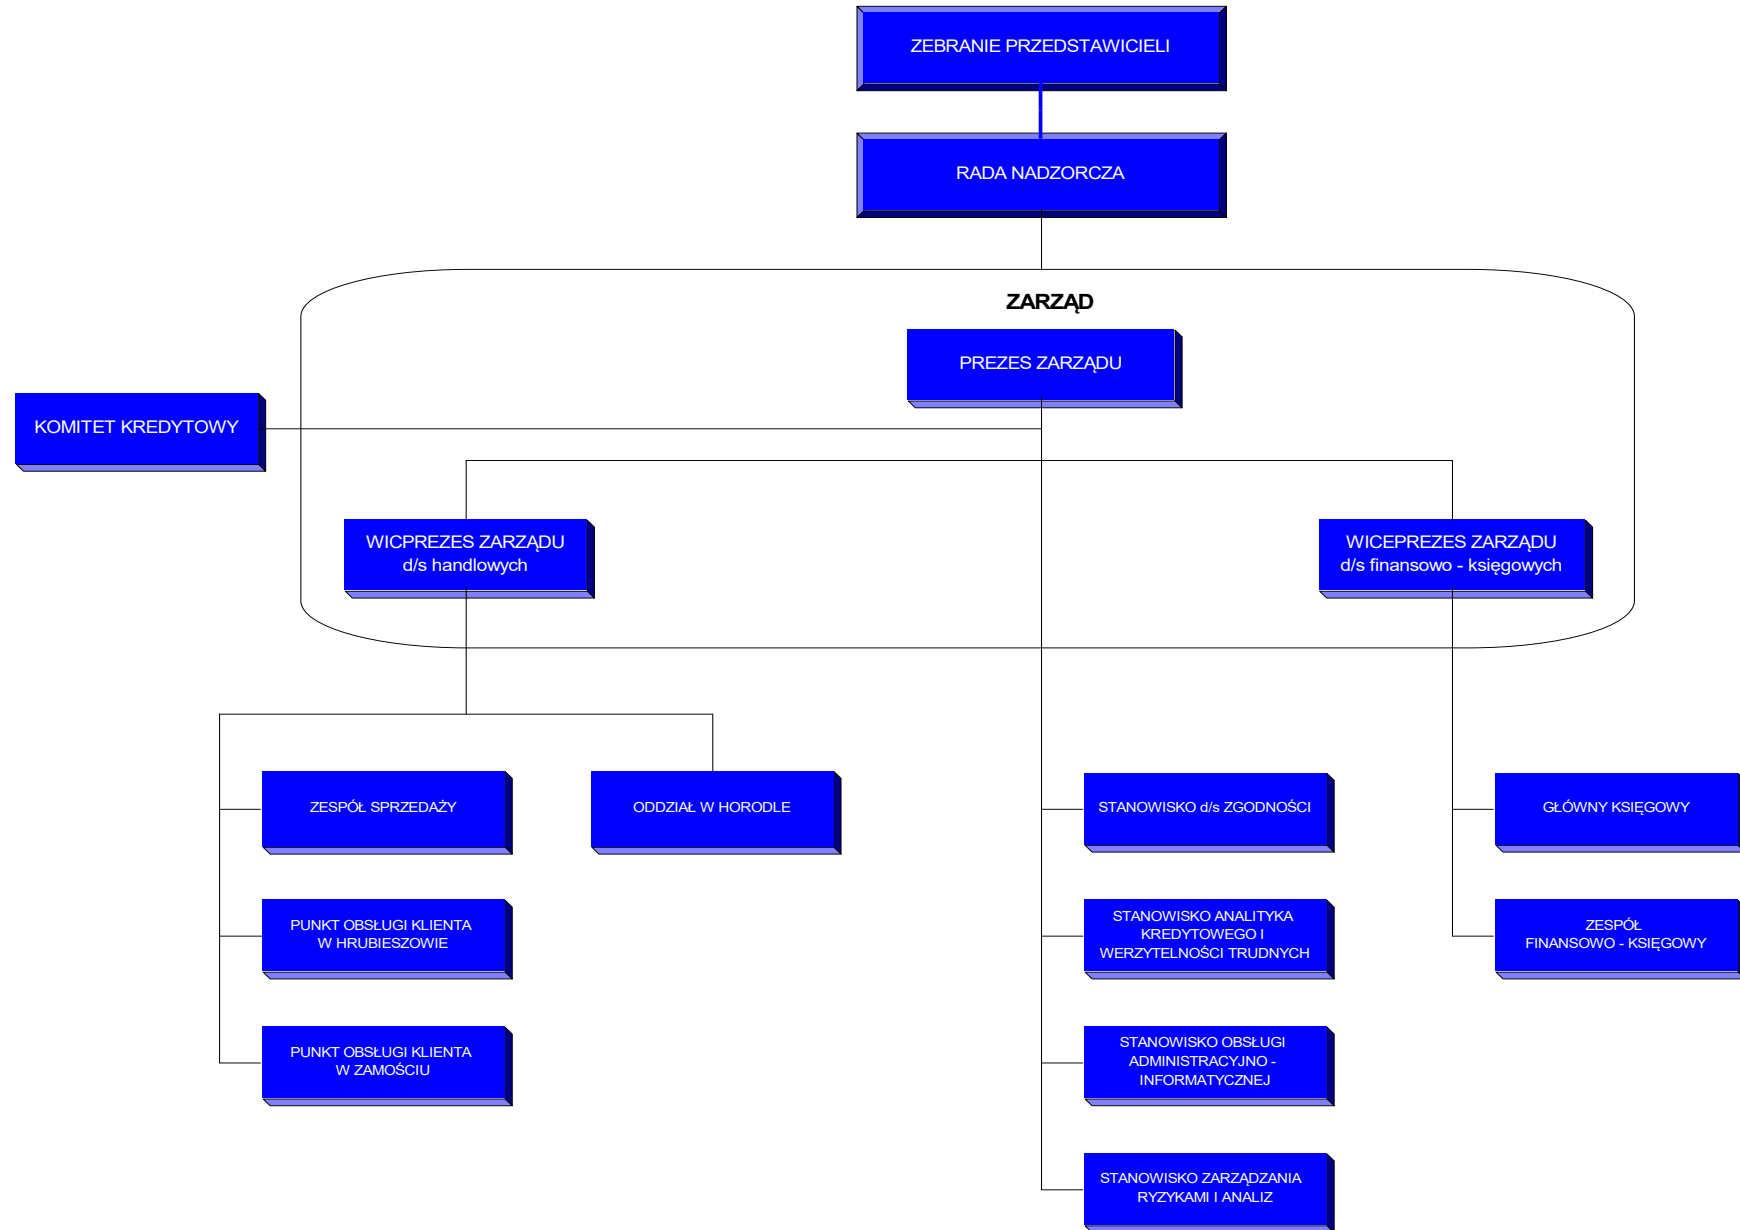 ZEBRANIE PRZEDSTAWICIELI
RADA NADZORCZA
ZARZĄD
PREZES ZARZĄDU
KOMITET KREDYTOWY
WICPREZES ZARZĄDU
d/s handlowych
WICEPREZES ZARZĄDU
d/s finansowo - księgowych
ZESPÓŁ SPRZEDAŻY
ODDZIAŁ W HORODLE
STANOWISKO d/s ZGODNOŚCI
GŁÓWNY KSIĘGOWY
PUNKT OBSŁUGI KLIENTA
W HRUBIESZOWIE
STANOWISKO ANALITYKA
KREDYTOWEGO I
WERZYTELNOŚCI TRUDNYCH
ZESPÓŁ
FINANSOWO - KSIĘGOWY
PUNKT OBSŁUGI KLIENTA
W ZAMOŚCIU
STANOWISKO OBSŁUGI
ADMINISTRACYJNO -
INFORMATYCZNEJ
STANOWISKO ZARZĄDZANIA
RYZYKAMI I ANALIZ